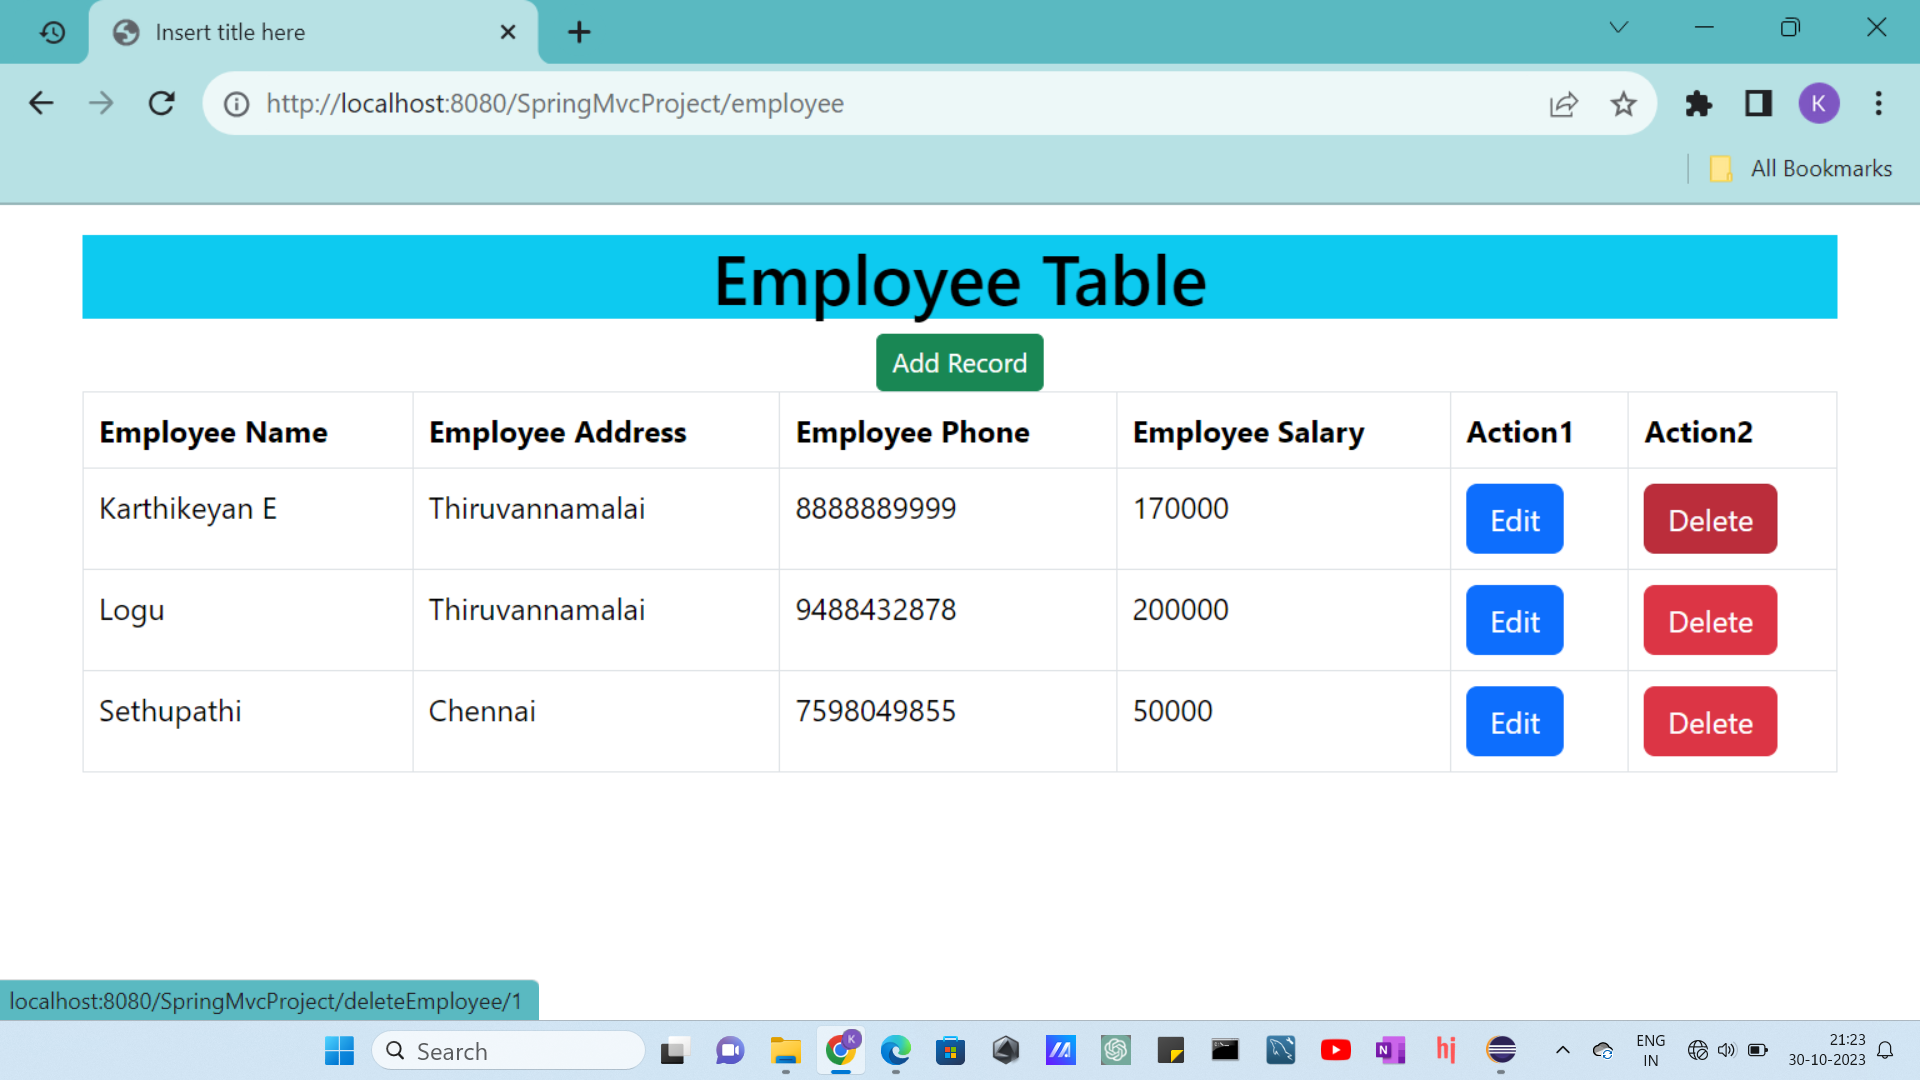 Insert title here
http://localhost:8080/SpringMvcProject/employee
K
All Bookmarks
Employee Table
Add Record
Employee Name Employee Address Employee Phone Employee Salary Action1 Action2
Karthikeyan E Thiruvannamalai 8888889999 170000 Edit Delete
Logu Thiruvannamalai 9488432878 200000 Edit Delete
Sethupathi Chennai 7598049855 50000 Edit Delete
localhost:8080/SpringMvcProject/deleteEmployee/1
Search
K
N
hj
ENG
IN
21:23
30-10-2023